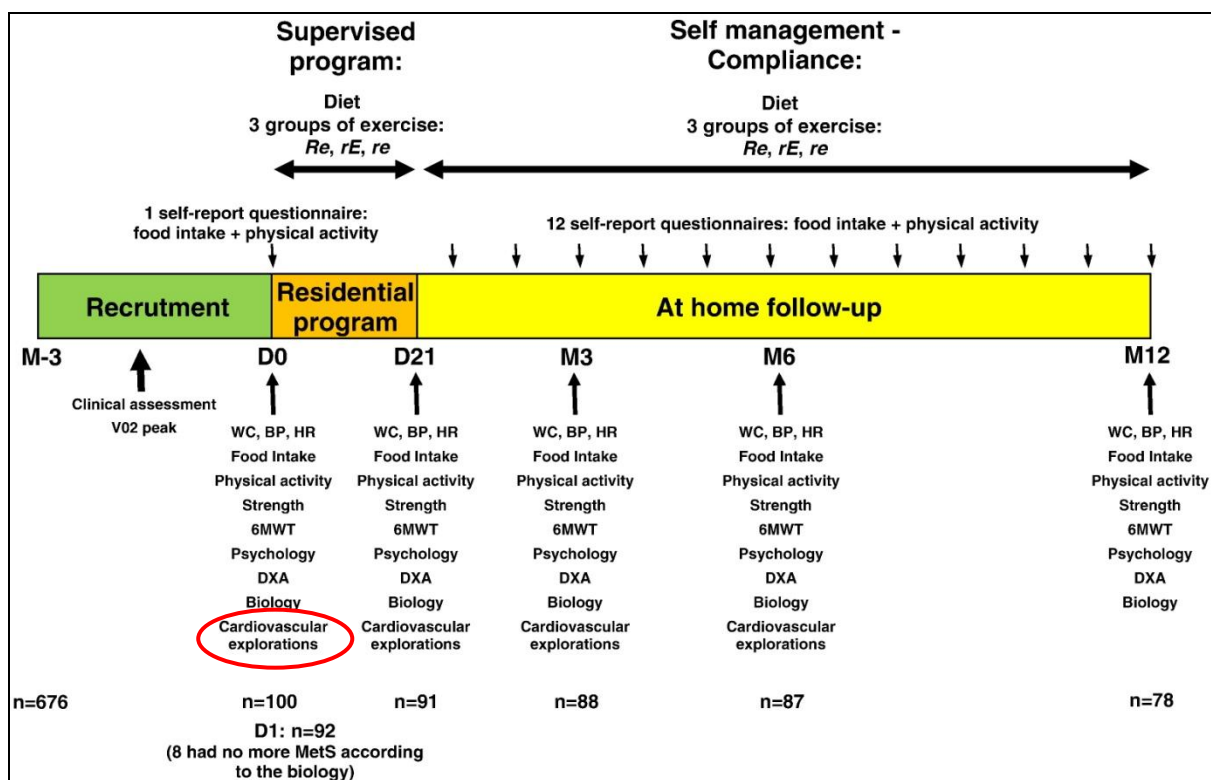 Supervised
program:
Diet
3 groups of exercise:
Re, rE, re
Self management -
Compliance:
Diet
3 groups of exercise:
Re, rE, re
1 self-report questionnaire:
food intake + physical activity
12 self-report questionnaires: food intake + physical activity
Recrutment
Residential
program
At home follow-up
M-3
D0
D21
M3
M6
M12
Clinical assessment
V02 peak
WC, BP, HR
Food Intake
Physical activity
Strength
6MWT
Psychology
DXA
Biology
Cardiovascular
explorations
WC, BP, HR
Food Intake
Physical activity
Strength
6MWT
Psychology
DXA
Biology
Cardiovascular
explorations
WC, BP, HR
Food Intake
Physical activity
Strength
6MWT
Psychology
DXA
Biology
Cardiovascular
explorations
WC, BP, HR
Food Intake
Physical activity
Strength
6MWT
Psychology
DXA
Biology
Cardiovascular
explorations
WC, BP, HR
Food Intake
Physical activity
Strength
6MWT
Psychology
DXA
Biology
n=676
n=100
n=91
n=88
n=87
n=78
D1: n=92
(8 had no more MetS according
to the biology)